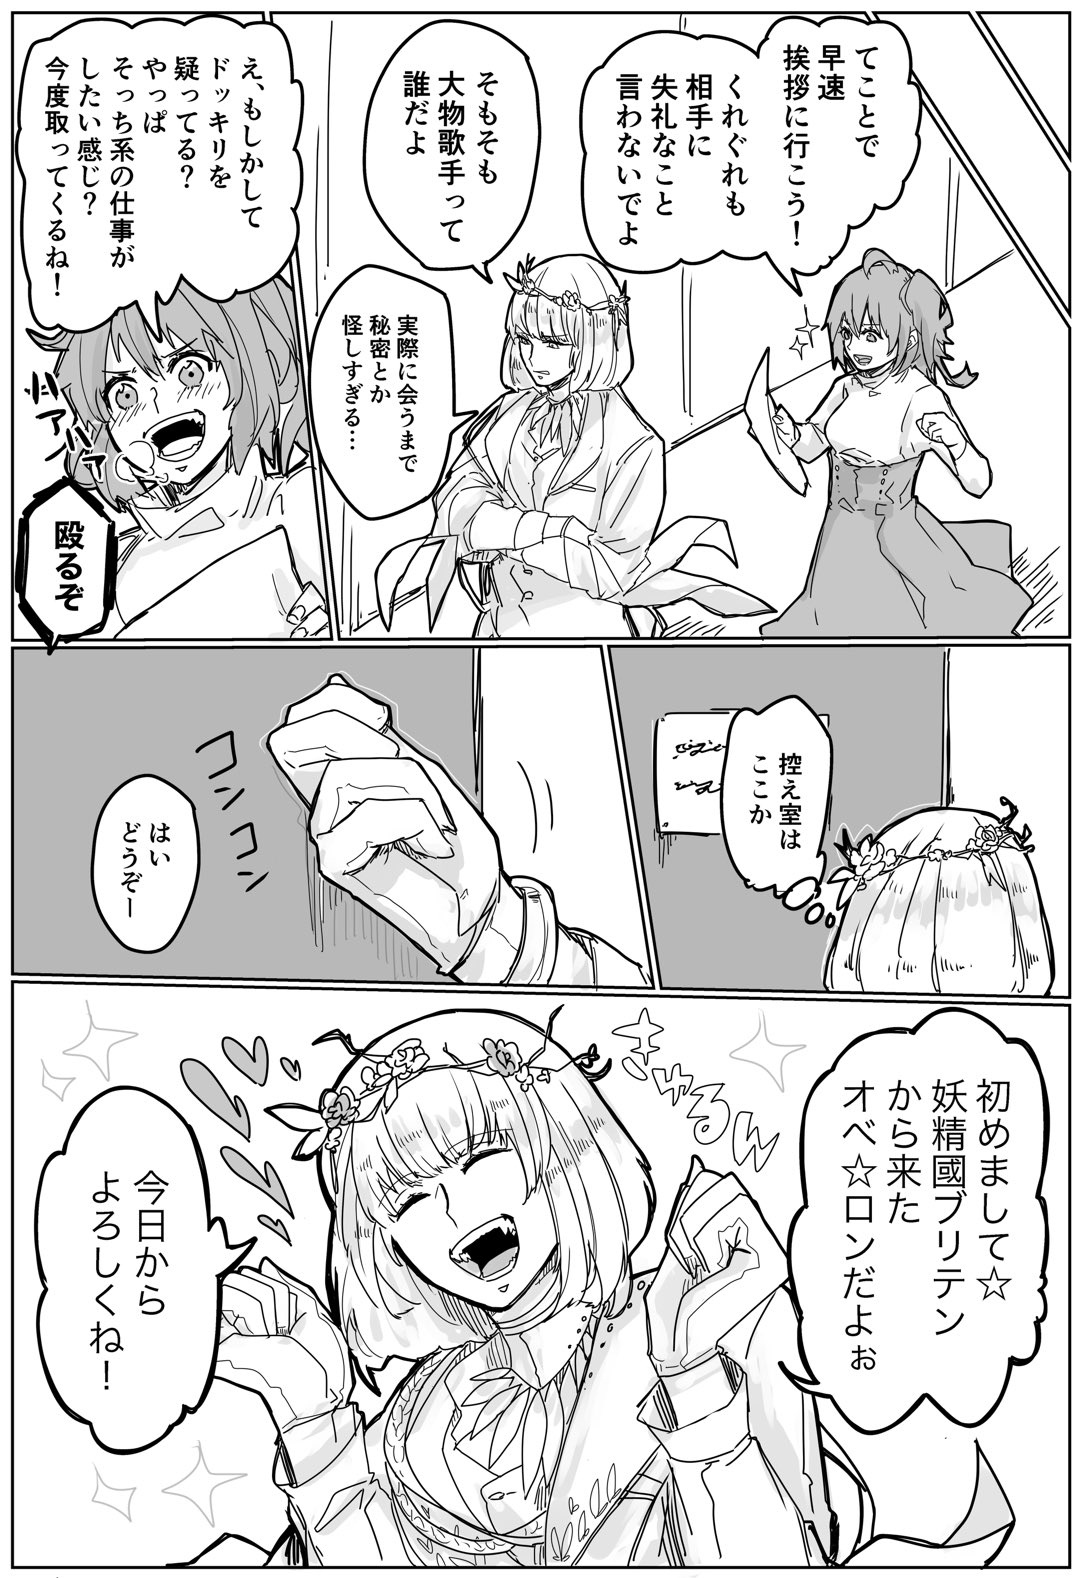 てことで
早速
挨拶に行こう！
くれぐれも
相手に
失礼なこと
言わないでよ
そもそも
大物歌手って
誰だよ
実際に会うまで
秘密とか
怪しすぎる…
え、もしかして
ドッキリを
疑ってる？
やっぱ
そっち系の仕事が
したい感じ？
今度取ってくるね！
殴るぞ
控え室は
ここか
コンコン
はい
どうぞー
初めまして☆
妖精國ブリテン
から来た
オベ☆ロンだよぉ
きゅるん
今日から
よろしくね！